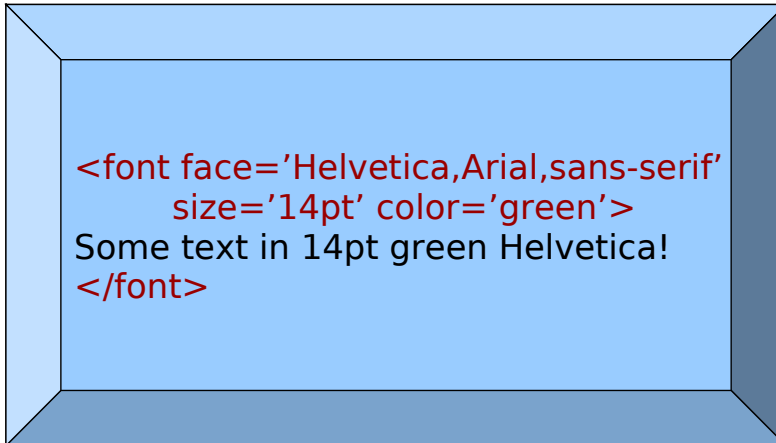 <font face=’Helvetica,Arial,sans-serif’
size=’14pt’ color=’green’>
Some text in 14pt green Helvetica!
</font>